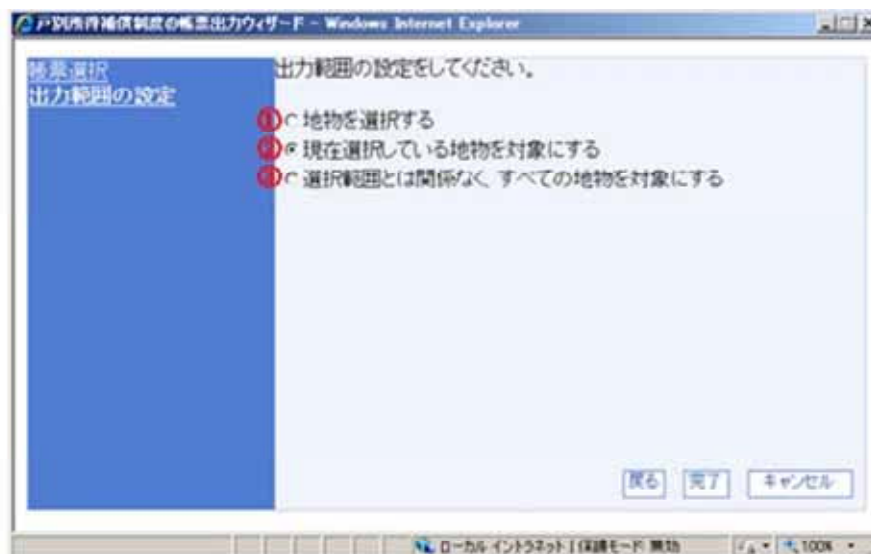 戸別所得補償制度の帳票出力ウィザード - Windows Internet Explorer
帳票選択
出力範囲の設定
出力範囲の設定をしてください。
① 地物を選択する
② 現在選択している地物を対象にする
③ 選択範囲とは関係なく、すべての地物を対象にする
戻る 完了 キャンセル
ローカル イントラネット | 保護モード: 無効 100%